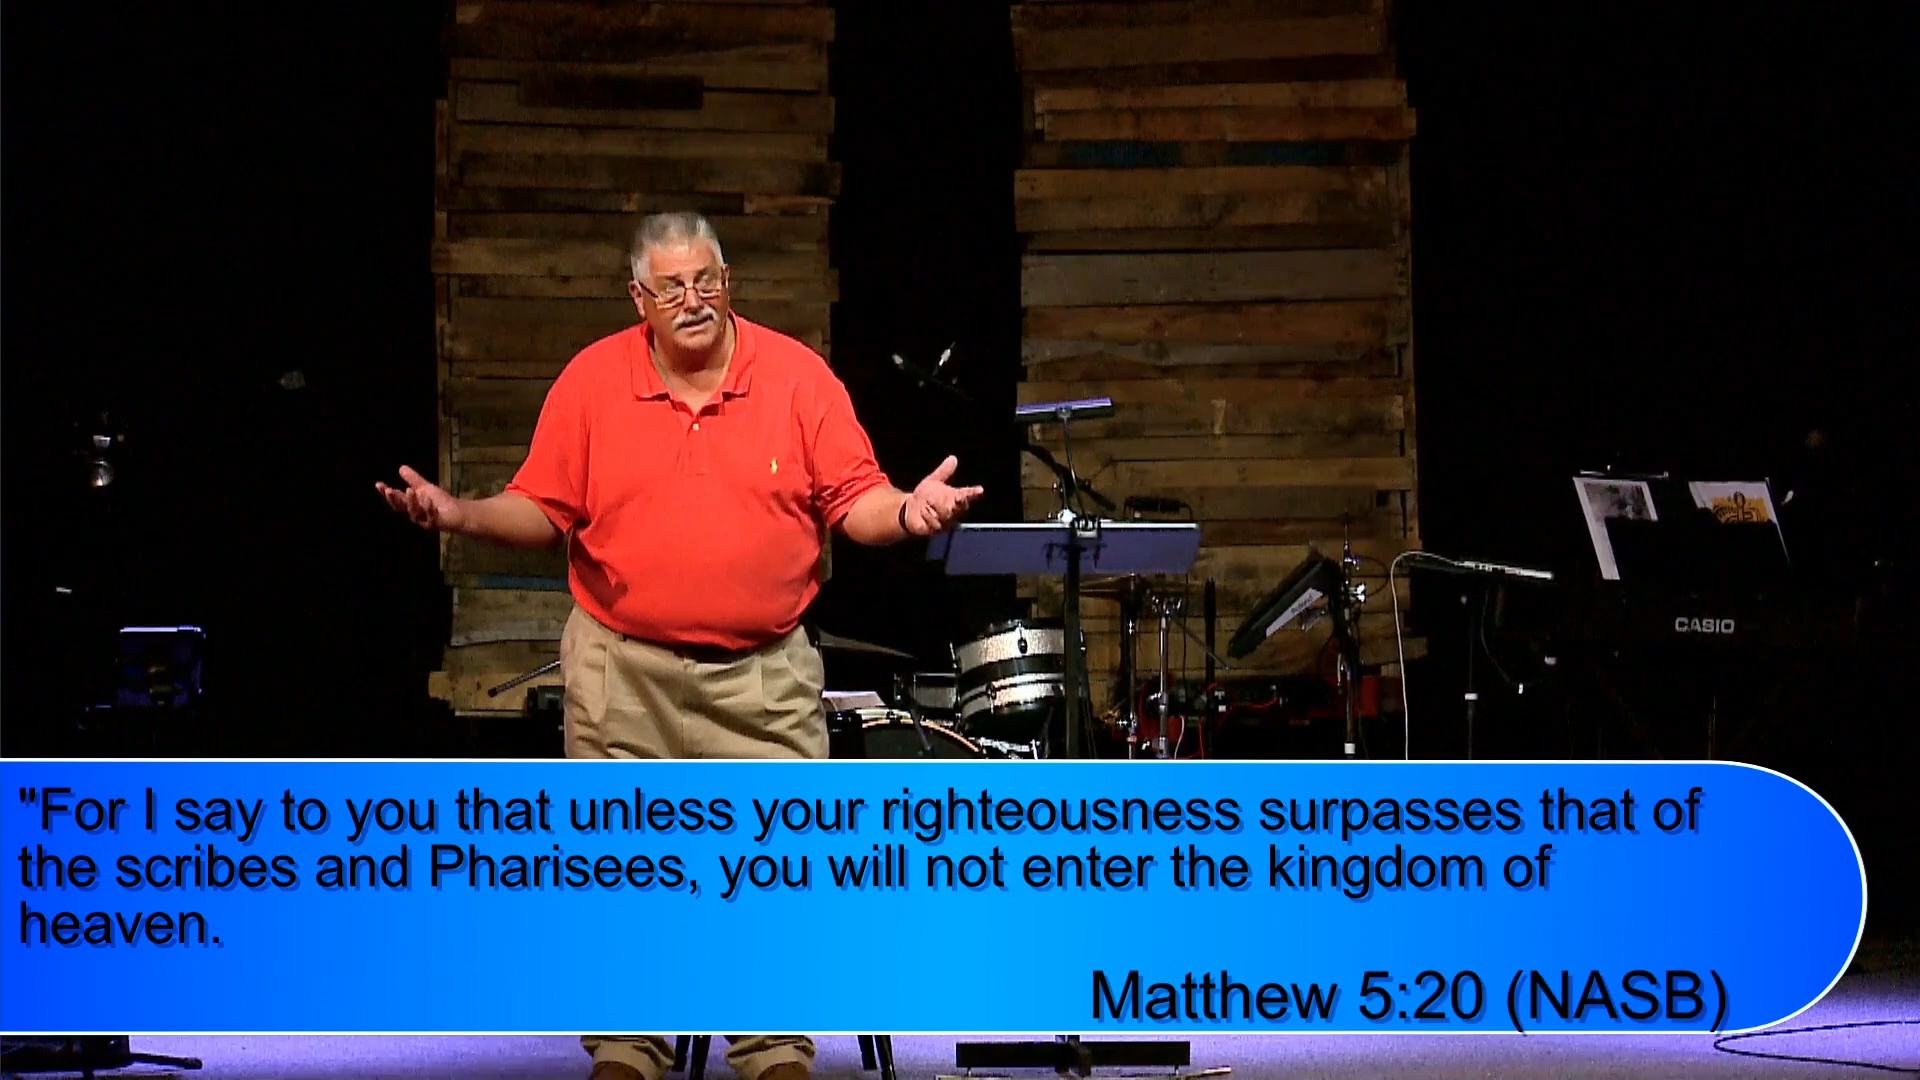 CASIO
"For I say to you that unless your righteousness surpasses that of
the scribes and Pharisees, you will not enter the kingdom of
heaven.
Matthew 5:20 (NASB)